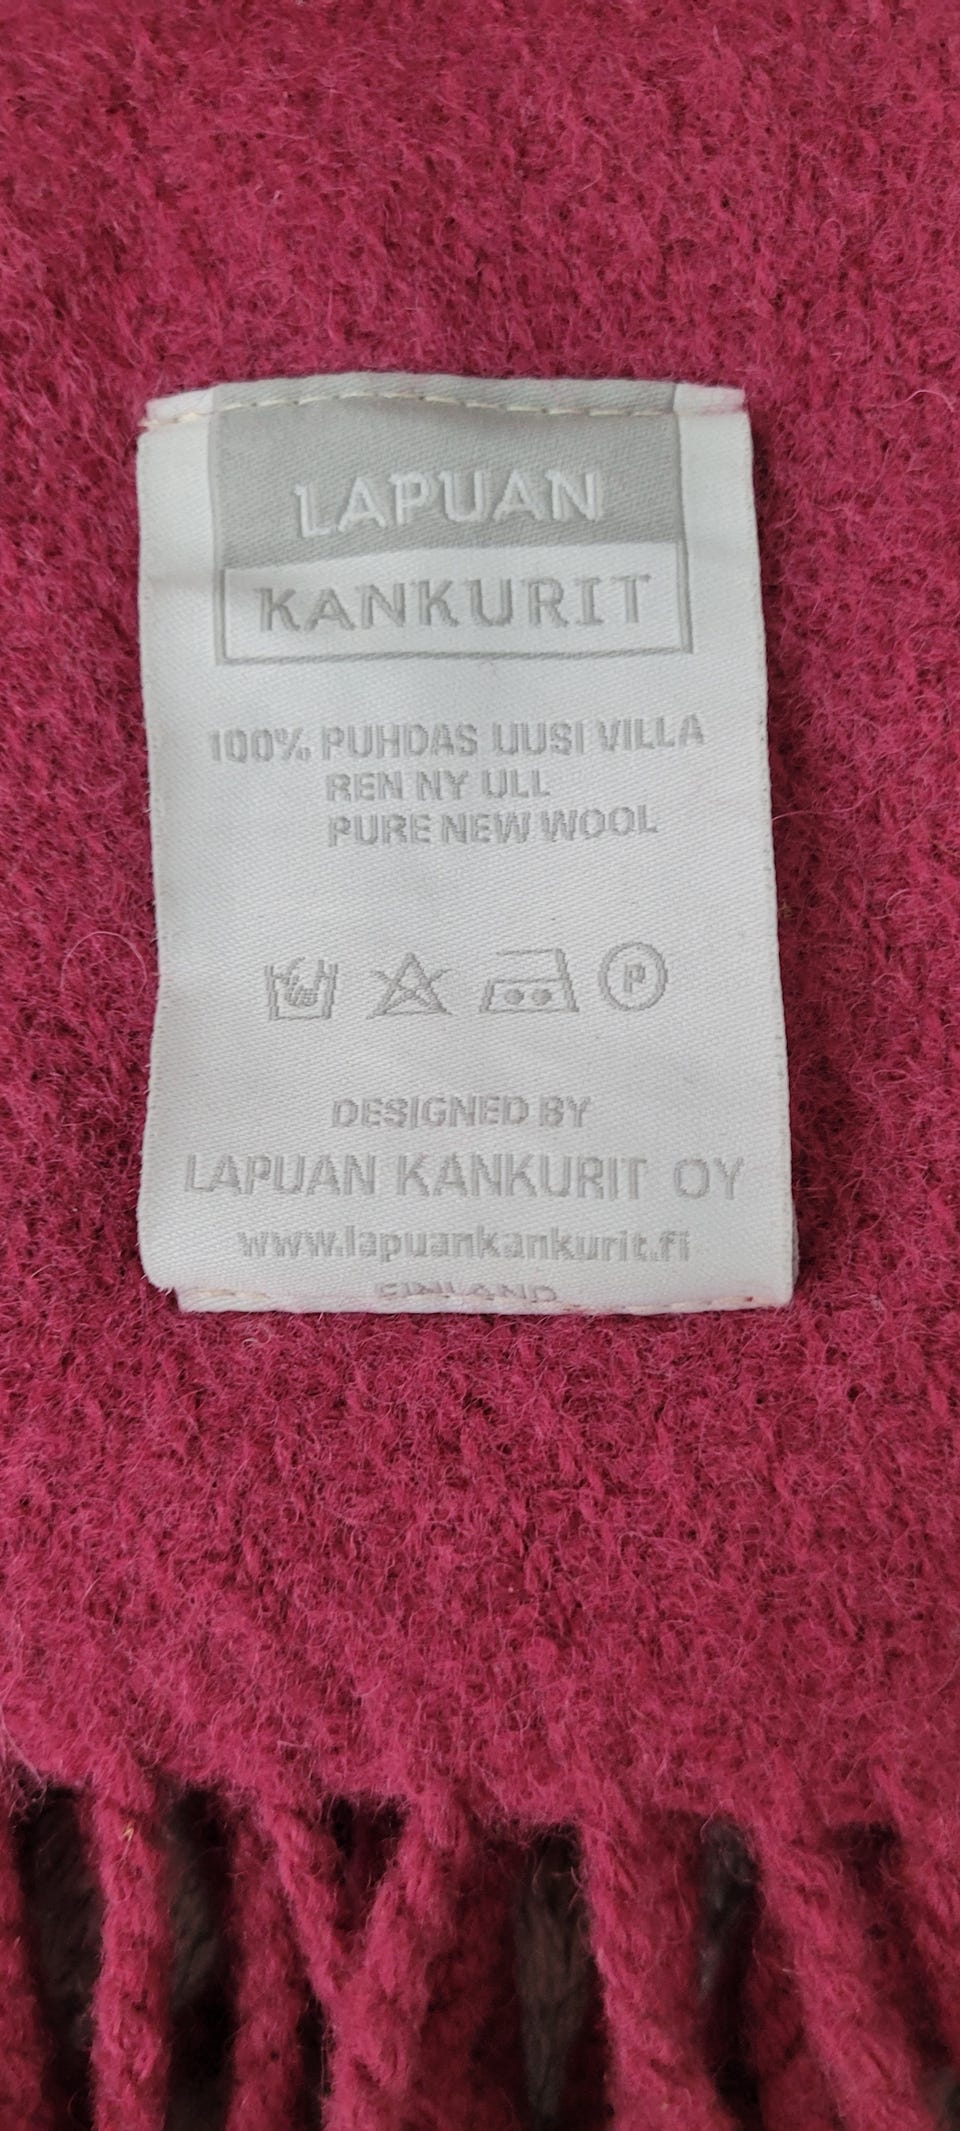 LAPUAN
KANKURIT
100% PUHDAS UUSI VILLA
REN NY ULL
PURE NEW WOOL
P
DESIGNED BY
LAPUAN KANKURIT OY
www.lapuankankurit.fi
FINLAND